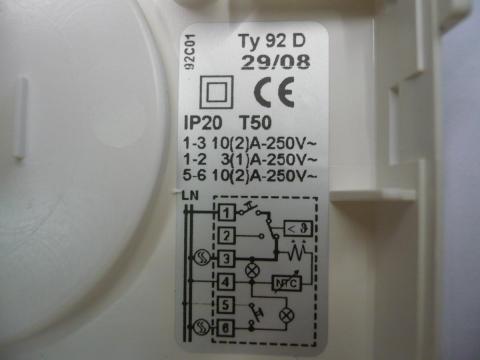 92C01
Ty 92 D
29/08
CE
IP20 T50
1-3 10(2)A-250V~
1-2 3(1)A-250V~
5-6 10(2)A-250V~
LN
1
< ϑ
2
3
4 NTC
5
6